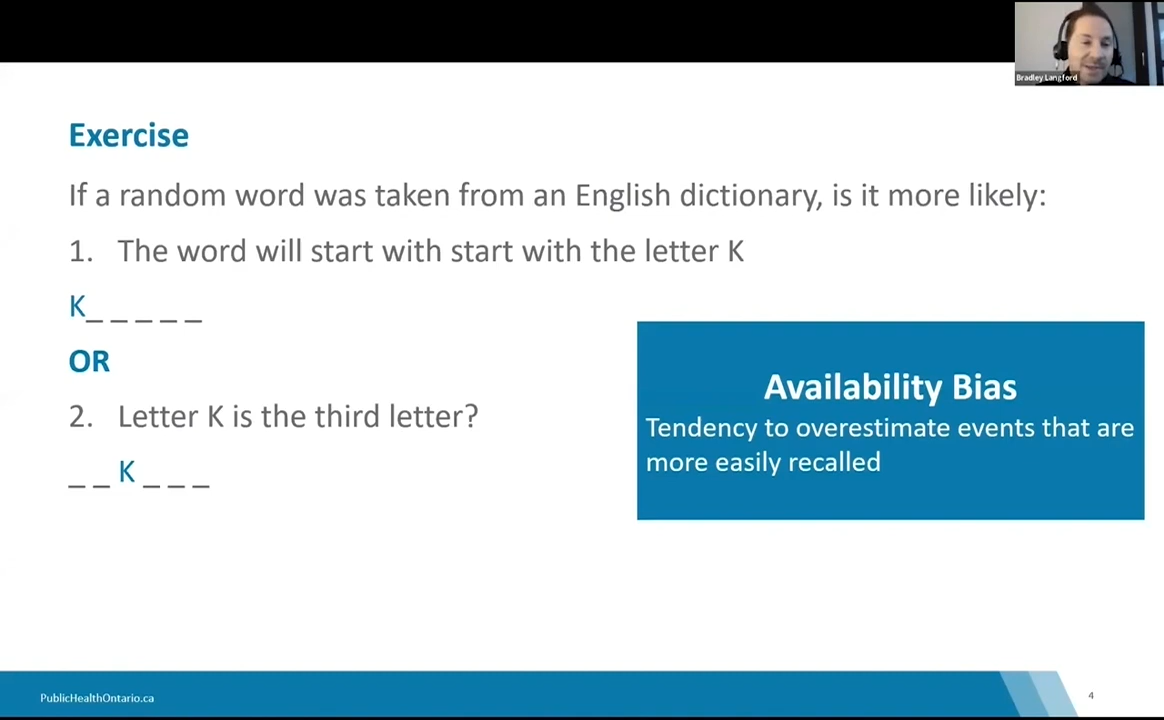 Bradley Langford
Exercise
If a random word was taken from an English dictionary, is it more likely:
1. The word will start with start with the letter K
K_ _ _ _ _
OR
2. Letter K is the third letter?
_ _ K _ _ _
Availability Bias
Tendency to overestimate events that are
more easily recalled
PublicHealthOntario.ca
4